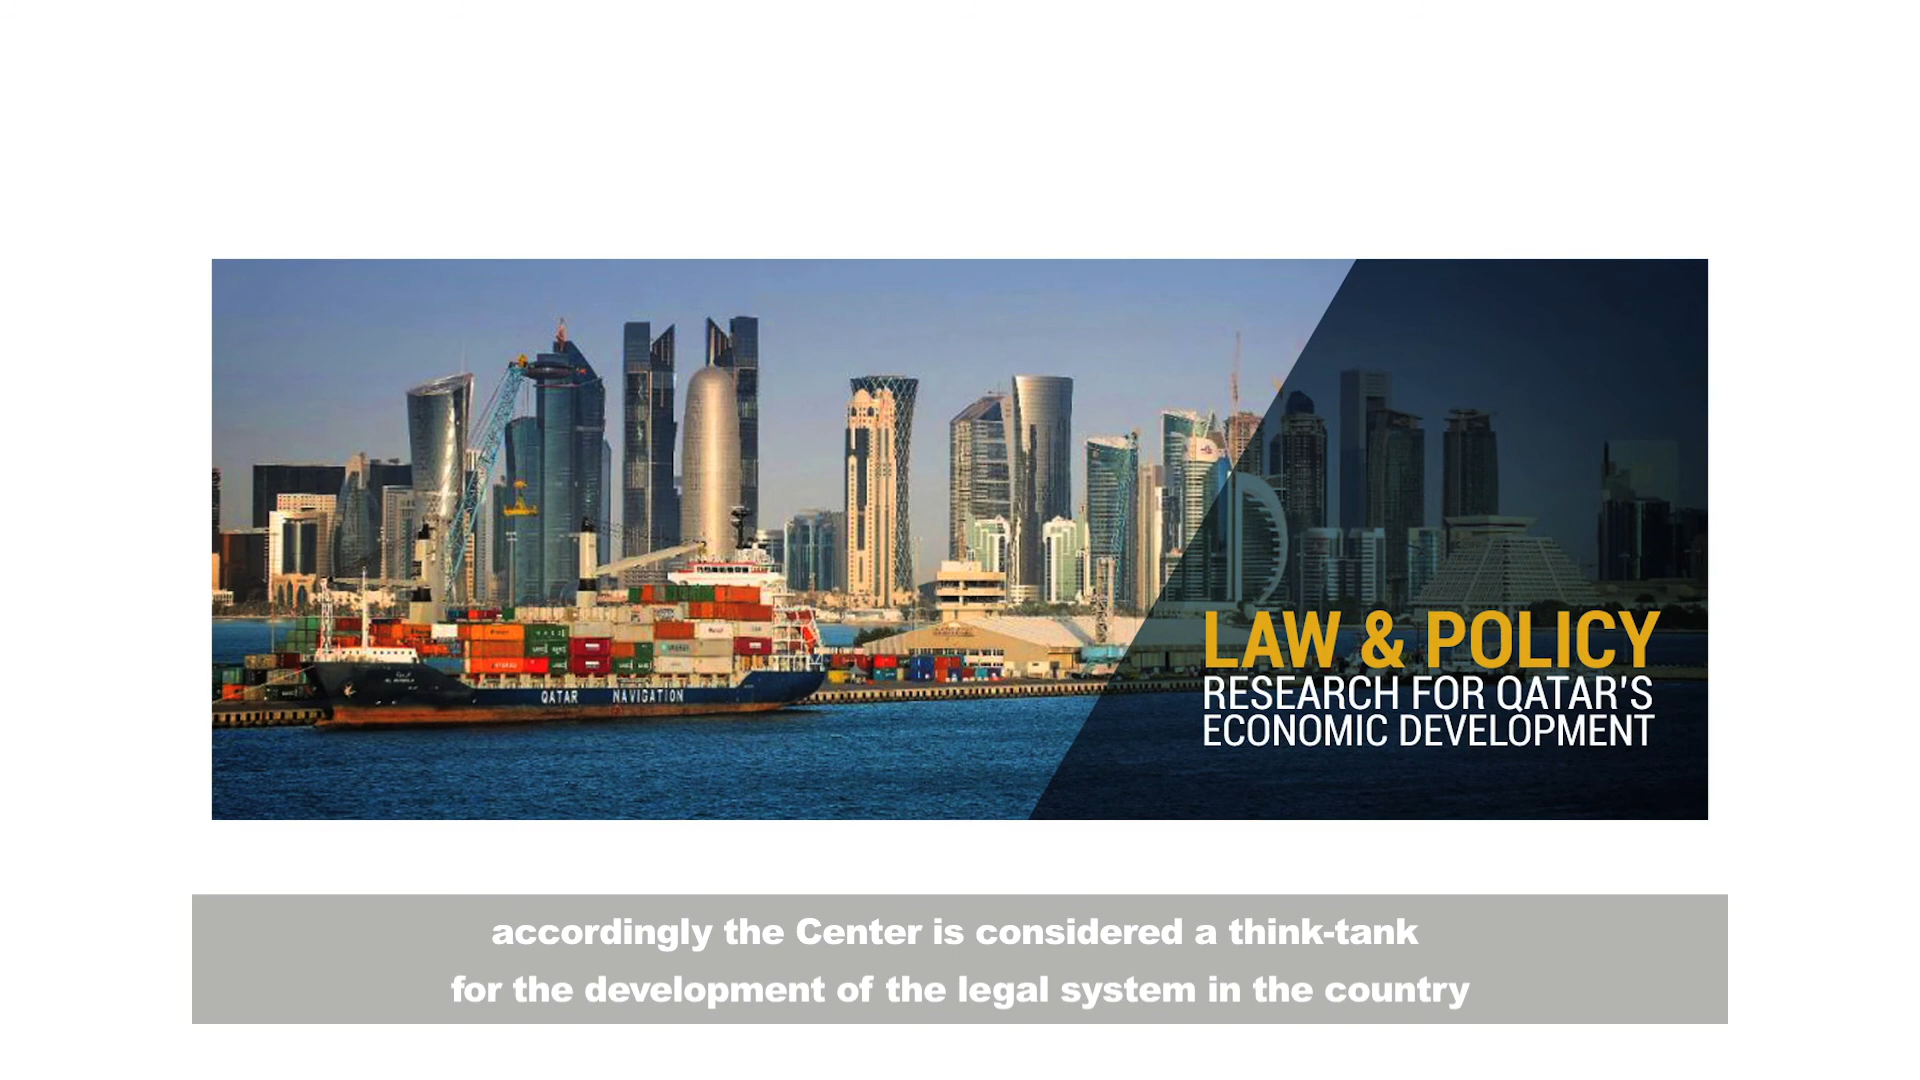 QATAR NAVIGATION
LAW & POLICY
RESEARCH FOR QATAR'S
ECONOMIC DEVELOPMENT
accordingly the Center is considered a think-tank
for the development of the legal system in the country